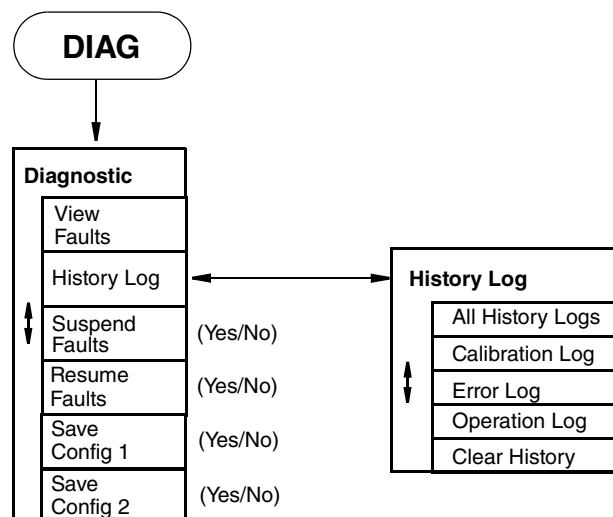 DIAG
Diagnostic
View
Faults
History Log
Suspend
Faults
(Yes/No)
Resume
Faults
(Yes/No)
Save
Config 1
(Yes/No)
Save
Config 2
(Yes/No)
History Log
All History Logs
Calibration Log
Error Log
Operation Log
Clear History